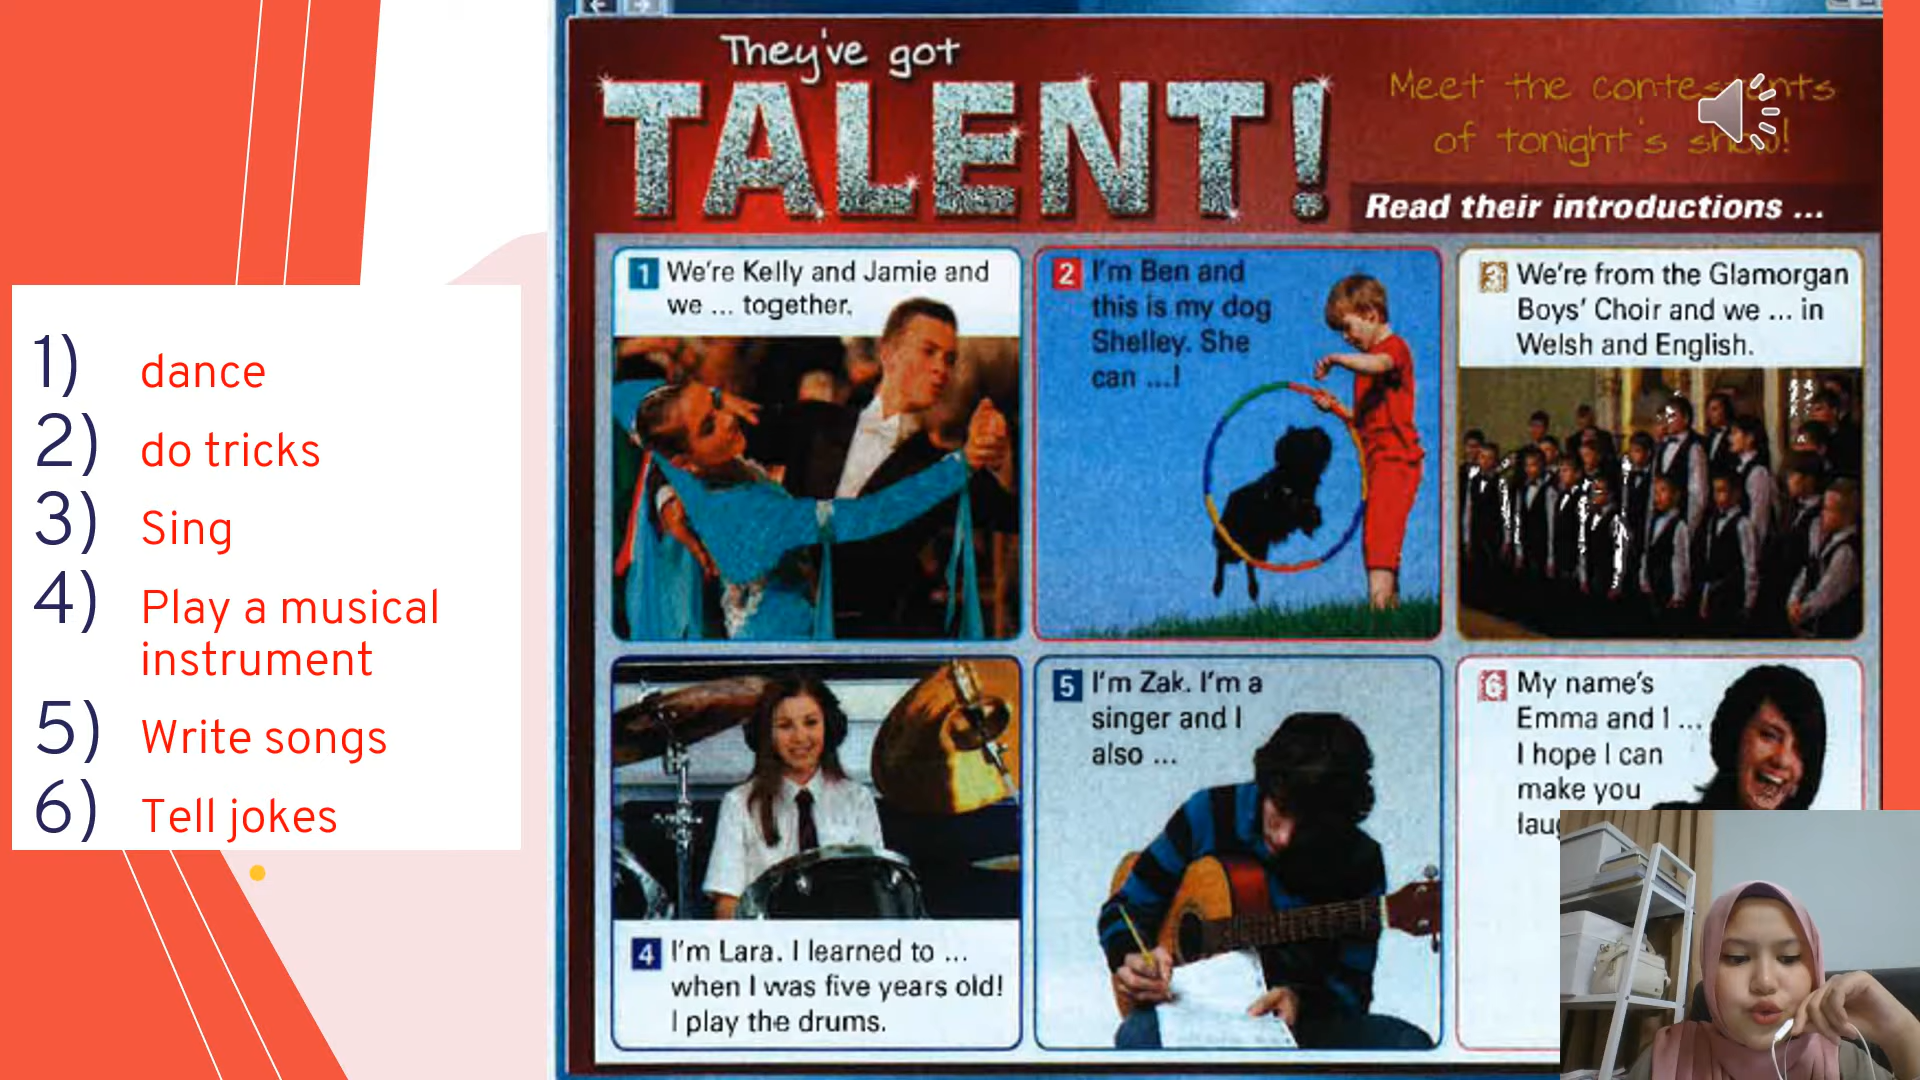 1) dance
2) do tricks
3) Sing
4) Play a musical
instrument
5) Write songs
6) Tell jokes
They've got
TALENT!
Meet the contestants
of tonight's show!
Read their introductions ...
1 We're Kelly and Jamie and
we ... together.
2 I'm Ben and
this is my dog
Shelley. She
can ...!
3 We're from the Glamorgan
Boys' Choir and we ... in
Welsh and English.
4 I'm Lara. I learned to ...
when I was five years old!
I play the drums.
5 I'm Zak. I'm a
singer and I
also ...
6 My name's
Emma and I ...
I hope I can
make you